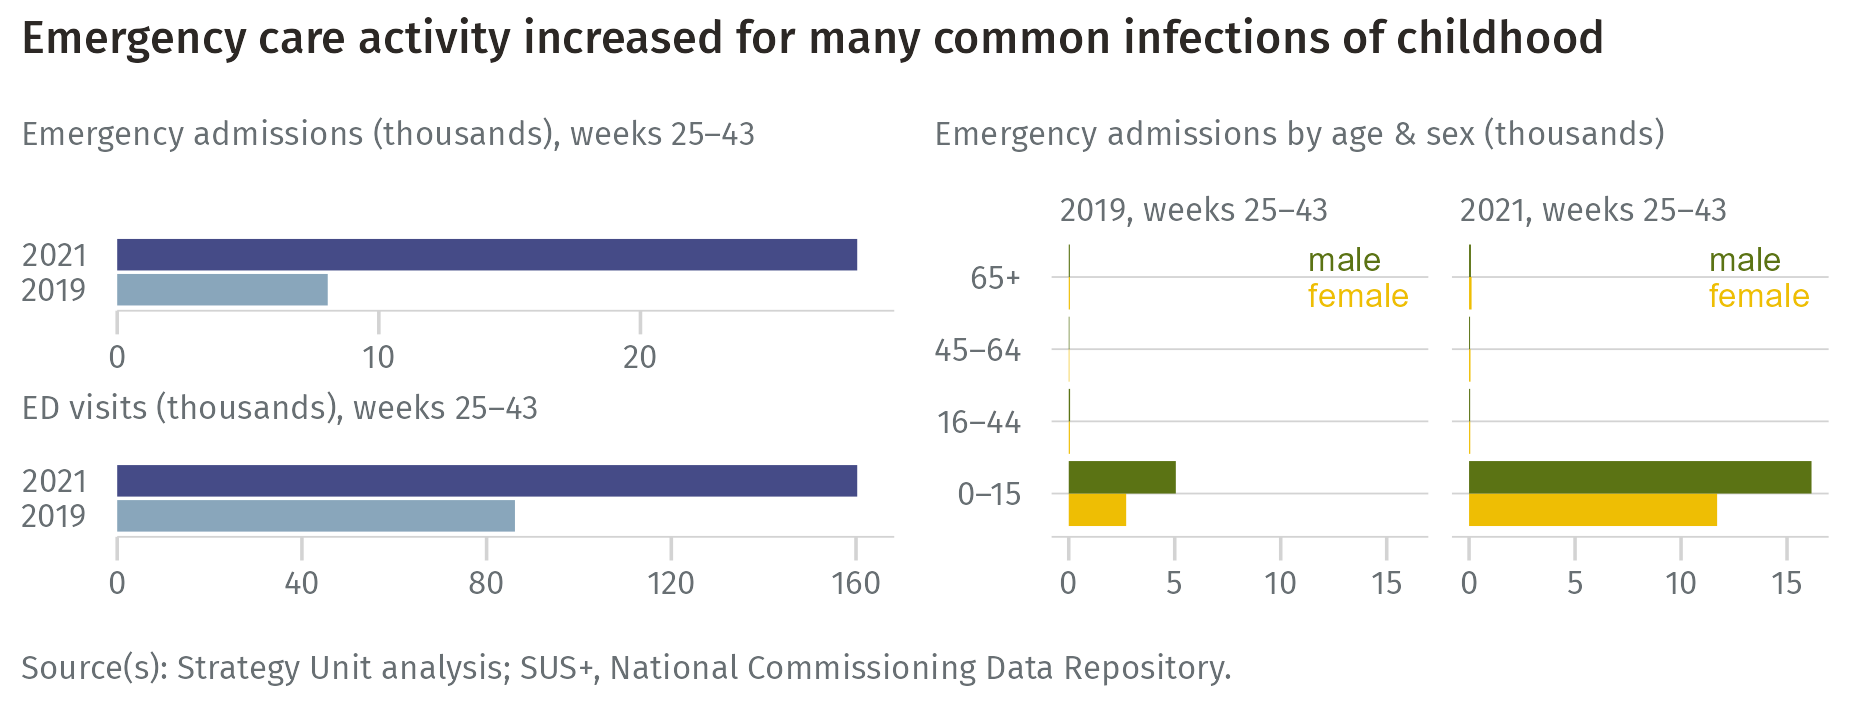 Emergency care activity increased for many common infections of childhood
Emergency admissions (thousands), weeks 25–43
2021
2019
0 10 20
ED visits (thousands), weeks 25–43
2021
2019
0 40 80 120 160
Emergency admissions by age & sex (thousands)
2019, weeks 25–43 2021, weeks 25–43
male male
65+
female female
45–64
16–44
0–15
0 5 10 15 0 5 10 15
Source(s): Strategy Unit analysis; SUS+, National Commissioning Data Repository.